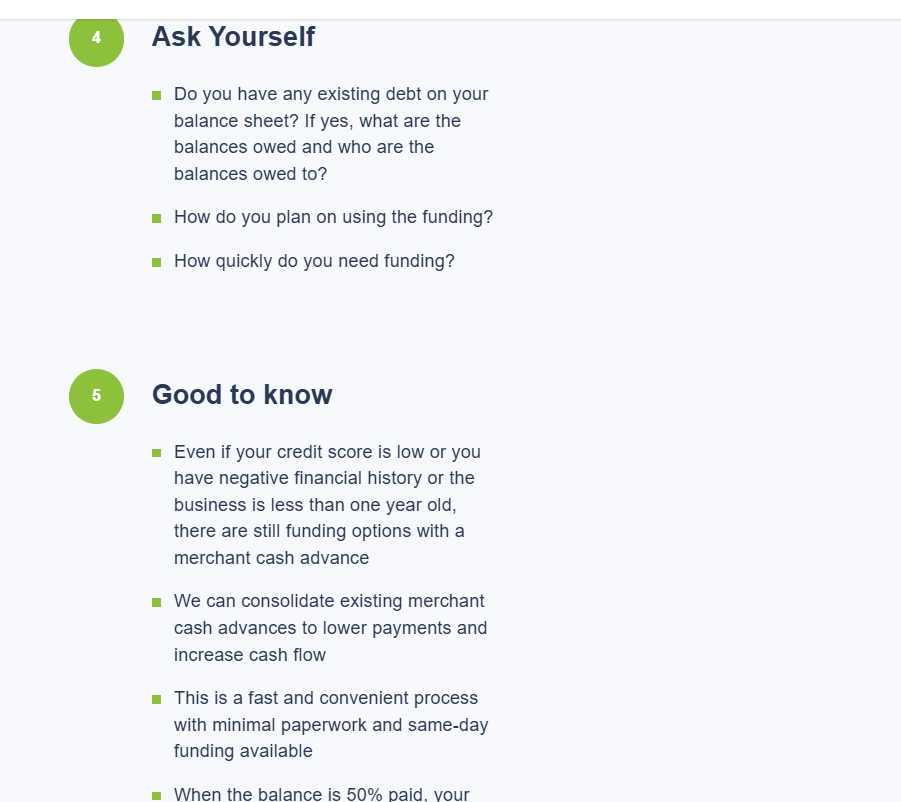 4
Ask Yourself
Do you have any existing debt on your
balance sheet? If yes, what are the
balances owed and who are the
balances owed to?
How do you plan on using the funding?
How quickly do you need funding?
5
Good to know
Even if your credit score is low or you
have negative financial history or the
business is less than one year old,
there are still funding options with a
merchant cash advance
We can consolidate existing merchant
cash advances to lower payments and
increase cash flow
This is a fast and convenient process
with minimal paperwork and same-day
funding available
When the balance is 50% paid, your